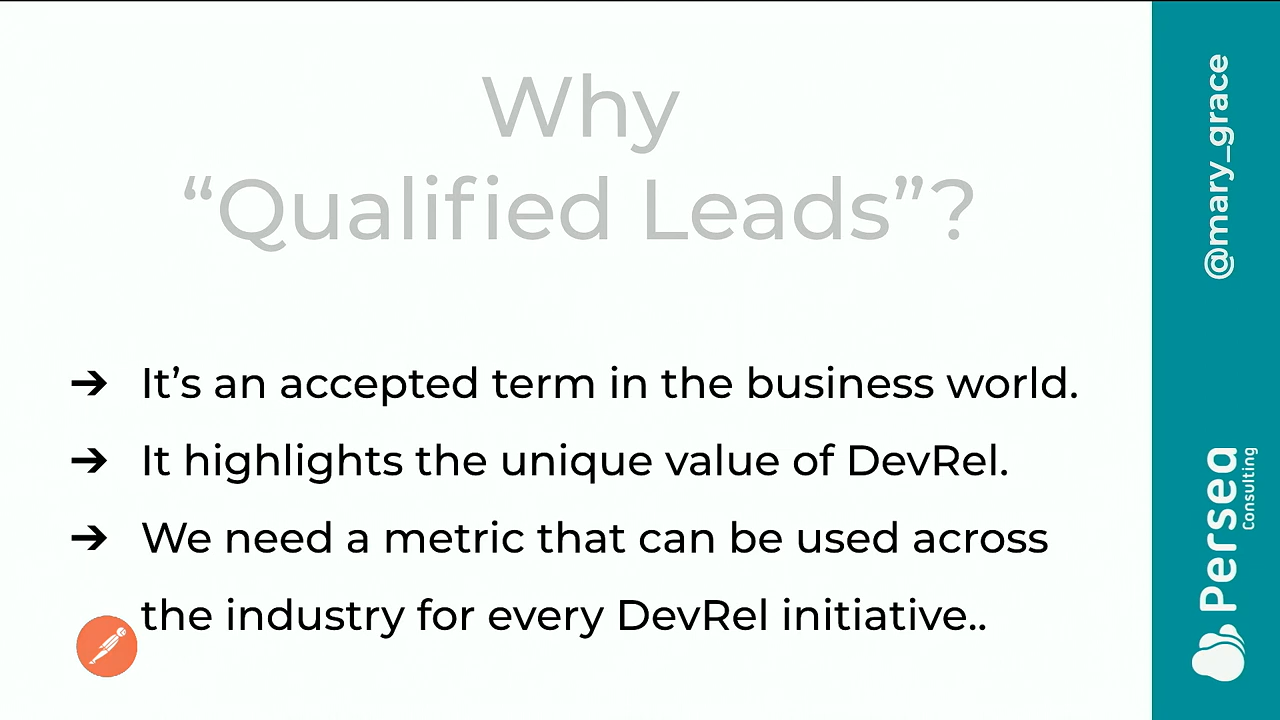 Why
“Qualified Leads”?
➔ It’s an accepted term in the business world.
➔ It highlights the unique value of DevRel.
➔ We need a metric that can be used across
the industry for every DevRel initiative..
@mary_grace
Persea
Consulting